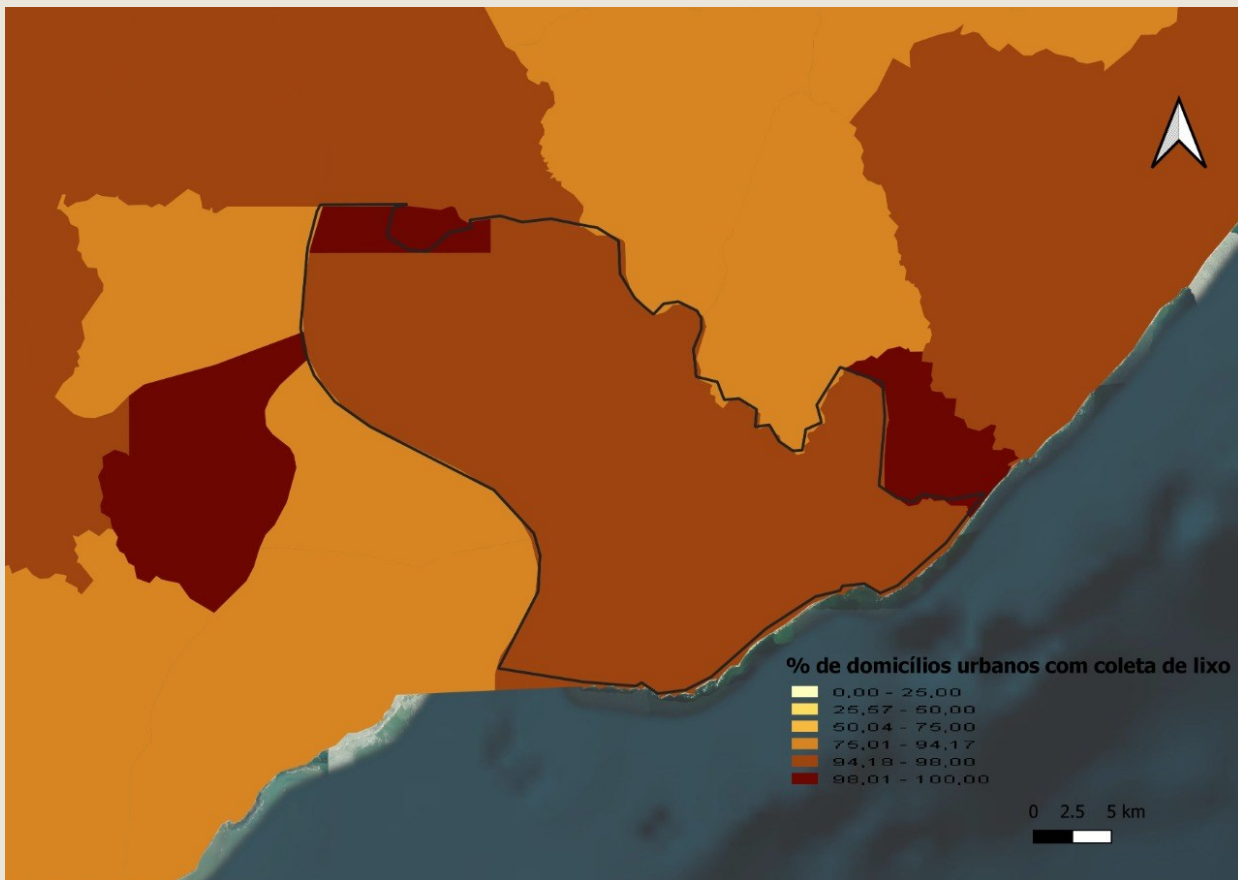 % de domicílios urbanos com coleta de lixo
0,00 - 25,00
25,57 - 50,00
50,04 - 75,00
75,01 - 94,17
94,18 - 98,00
98,01 - 100,00
0 2.5 5 km